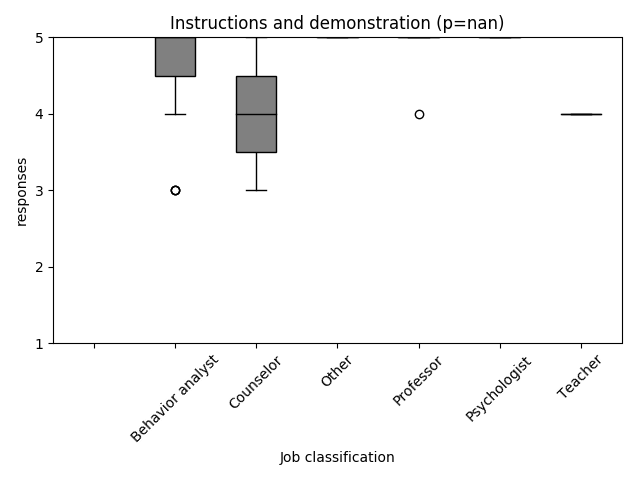 Instructions and demonstration (p=nan)
5
4
3
2
1
responses
Behavior analyst
Counselor
Other
Professor
Psychologist
Teacher
Job classification